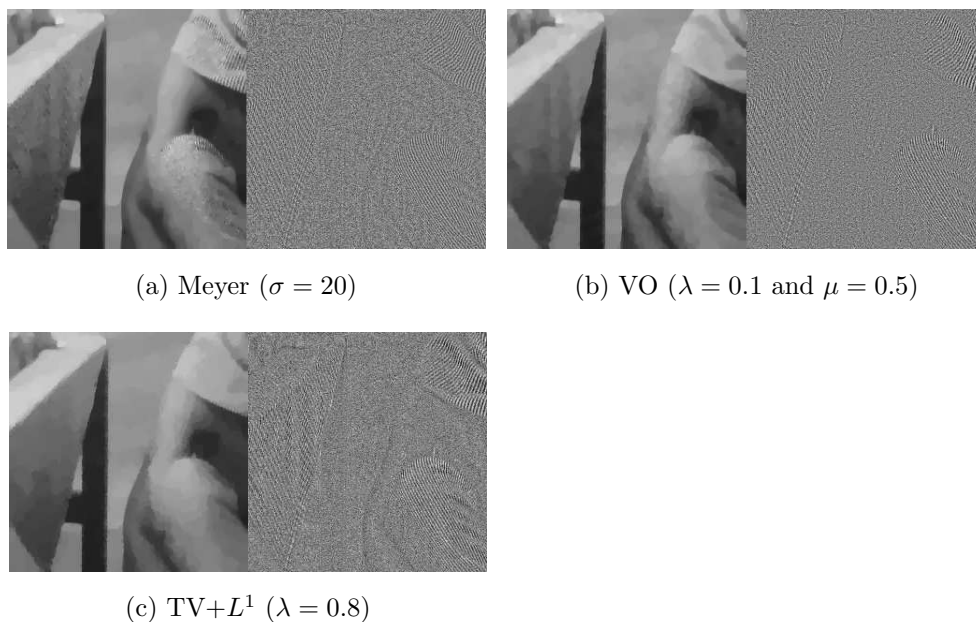 (a) Meyer (σ = 20)
(b) VO (λ = 0.1 and μ = 0.5)
(c) TV+L¹ (λ = 0.8)